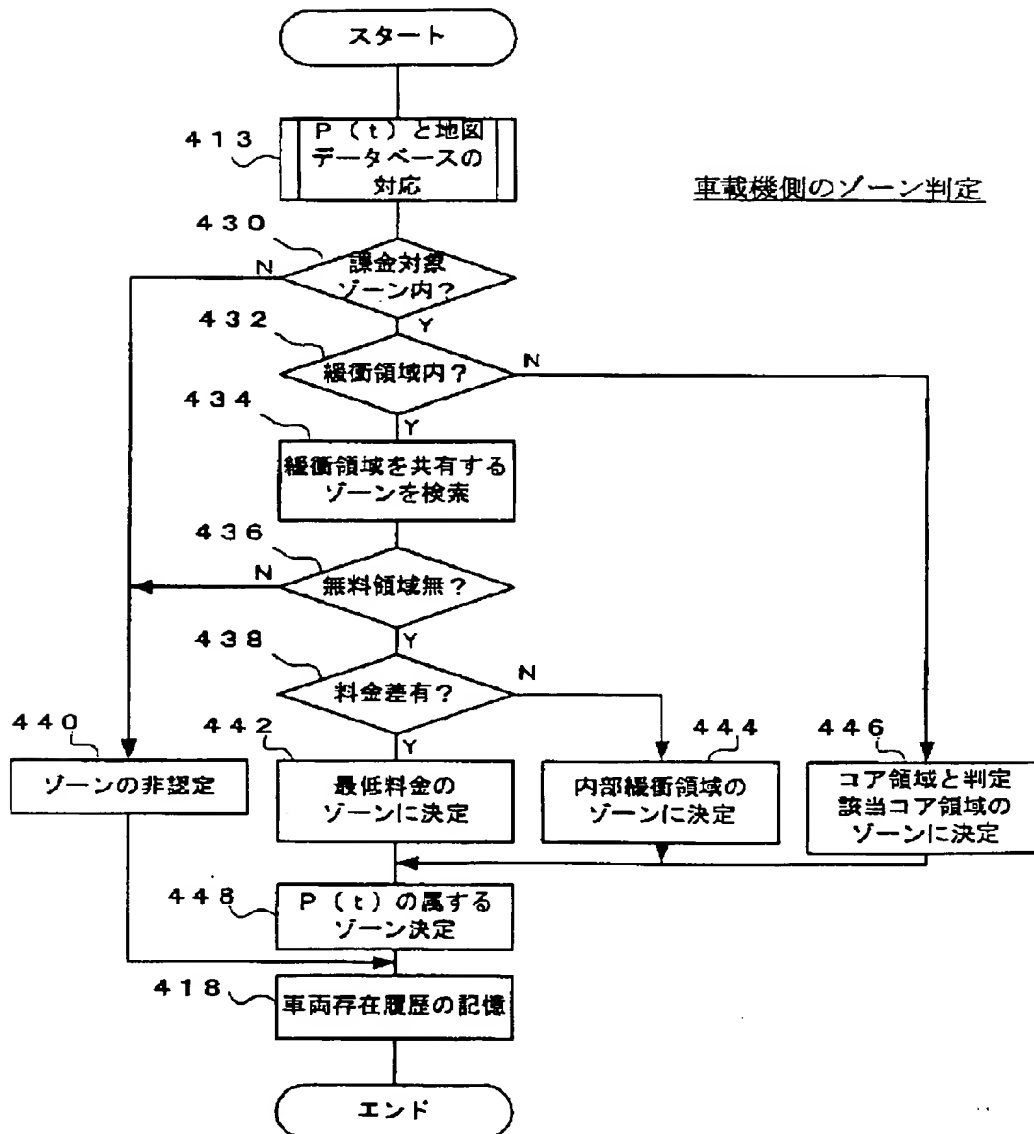 スタート
413
P(t)と地図
データベースの
対応
車載機側のゾーン判定
430
N
課金対象
ゾーン内?
Y
432
N
緩衝領域内?
Y
434
緩衝領域を共有する
ゾーンを検索
436
N
無料領域無?
Y
438
N
料金差有?
Y
440
442
444
446
ゾーンの非認定
最低料金の
ゾーンに決定
内部緩衝領域の
ゾーンに決定
コア領域と判定
該当コア領域の
ゾーンに決定
448
P(t)の属する
ゾーン決定
418
車両存在履歴の記憶
エンド